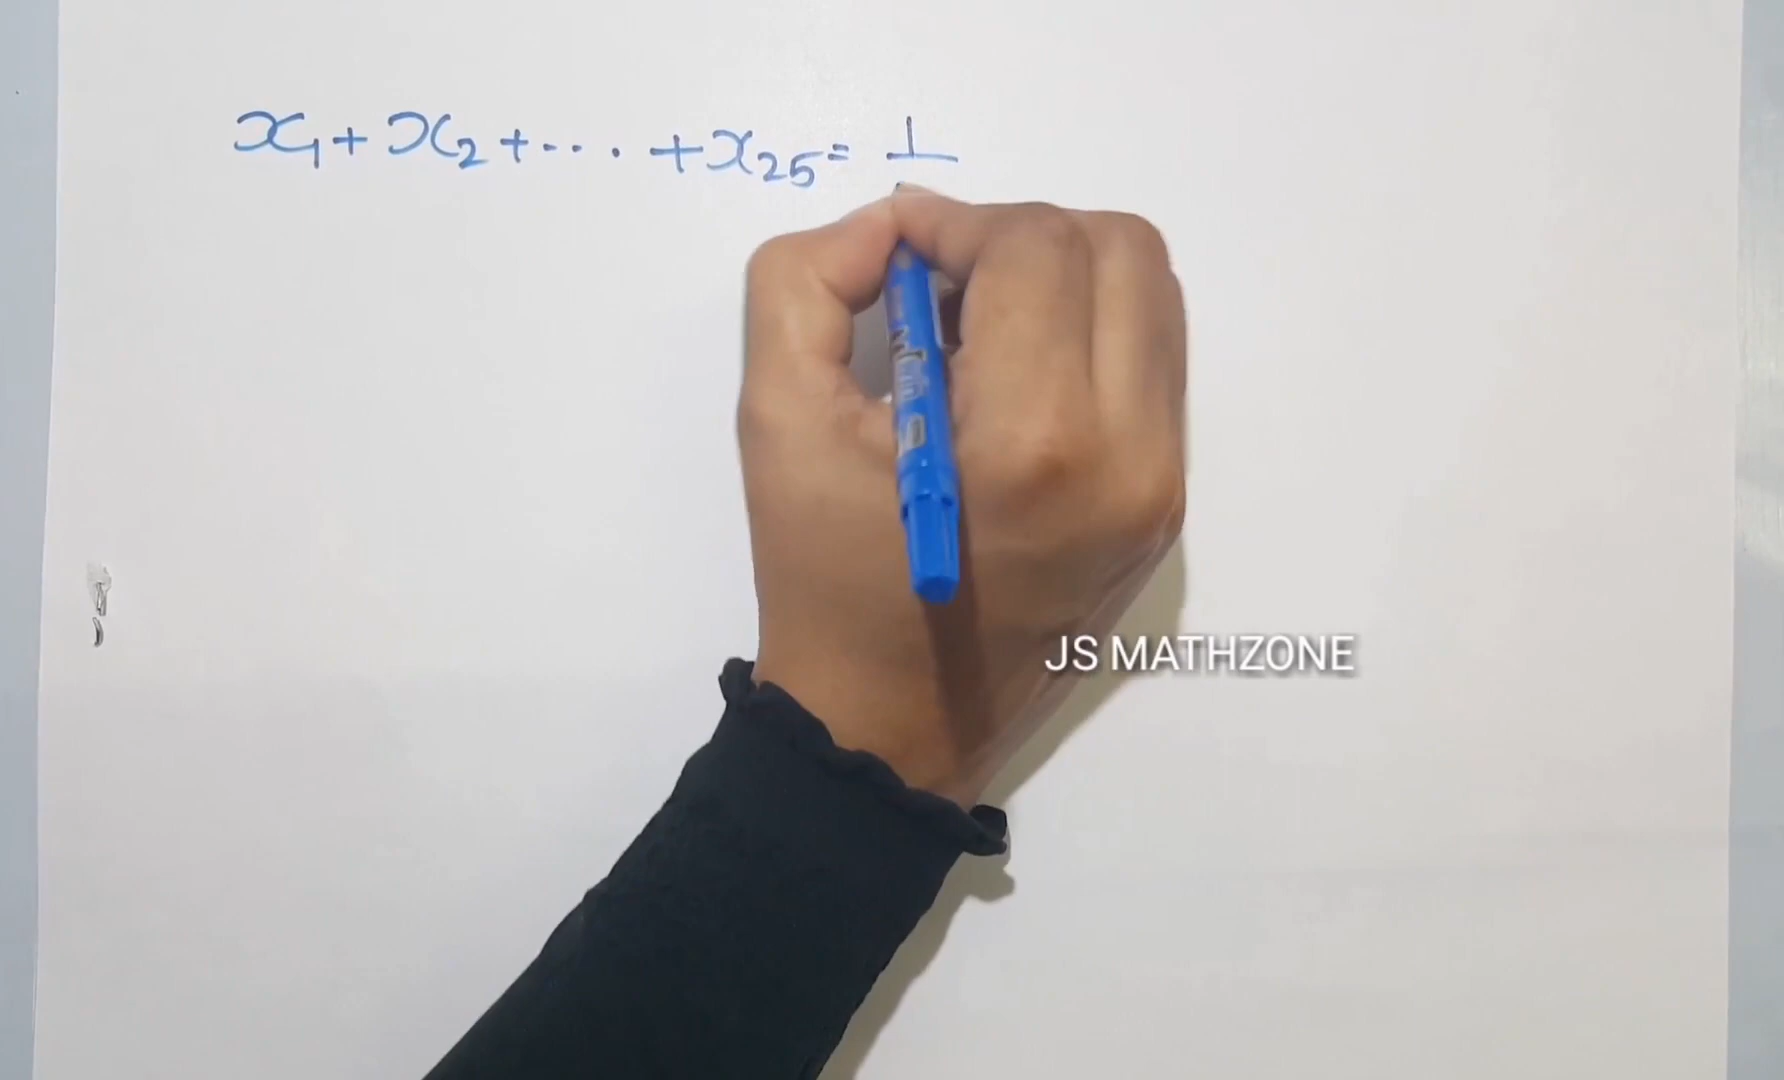 x₁ + x₂ + ... + x₂₅ = 1/
JS MATHZONE